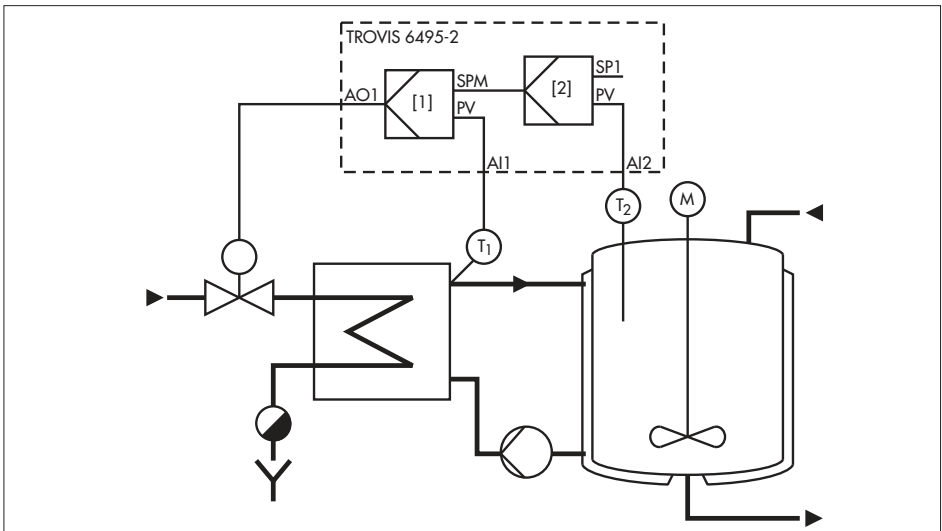 TROVIS 6495-2
AO1
[1]
SPM
PV
[2]
SP1
PV
AI1
AI2
T1
T2
M